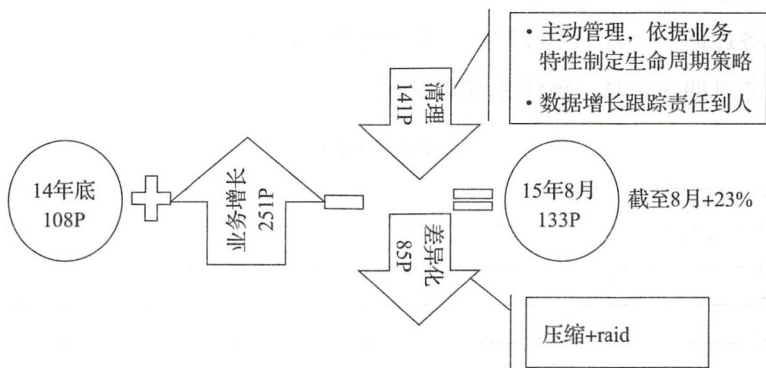 • 主动管理，依据业务
特性制定生命周期策略
• 数据增长跟踪责任到人
清理
141P
14年底
108P
业务增长
251P
15年8月
133P
截至8月+23%
差异化
85P
压缩+raid